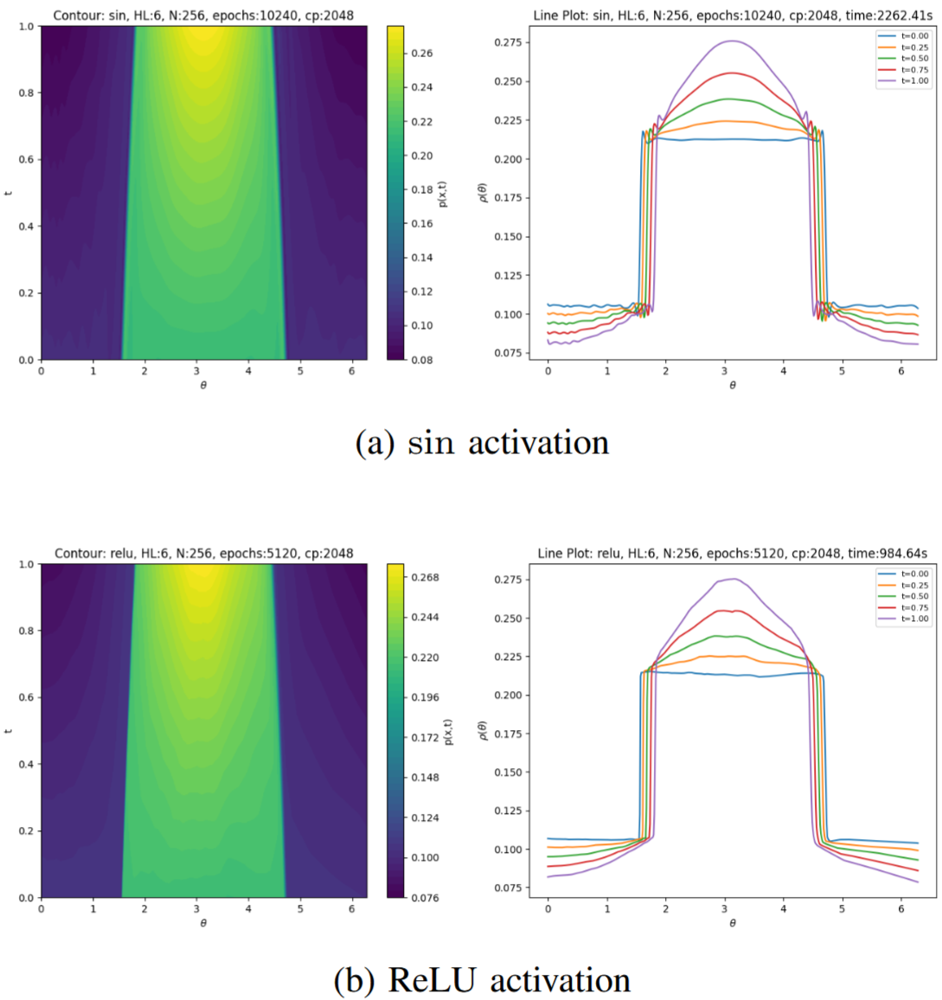 Contour: sin, HL:6, N:256, epochs:10240, cp:2048
1.0
0.8
0.6
0.4
0.2
0.0
t
0 1 2 3 4 5 6
θ
0.26
0.24
0.22
0.20
0.18
0.16
0.14
0.12
0.10
0.08
p(x,t)
Line Plot: sin, HL:6, N:256, epochs:10240, cp:2048, time:2262.41s
0.275
0.250
0.225
0.200
0.175
0.150
0.125
0.100
0.075
ρ(θ)
t=0.00
t=0.25
t=0.50
t=0.75
t=1.00
0 1 2 3 4 5 6
θ
(a) sin activation
Contour: relu, HL:6, N:256, epochs:5120, cp:2048
1.0
0.8
0.6
0.4
0.2
0.0
t
0 1 2 3 4 5 6
θ
0.268
0.244
0.220
0.196
0.172
0.148
0.124
0.100
0.076
p(x,t)
Line Plot: relu, HL:6, N:256, epochs:5120, cp:2048, time:984.64s
0.275
0.250
0.225
0.200
0.175
0.150
0.125
0.100
0.075
ρ(θ)
t=0.00
t=0.25
t=0.50
t=0.75
t=1.00
0 1 2 3 4 5 6
θ
(b) ReLU activation